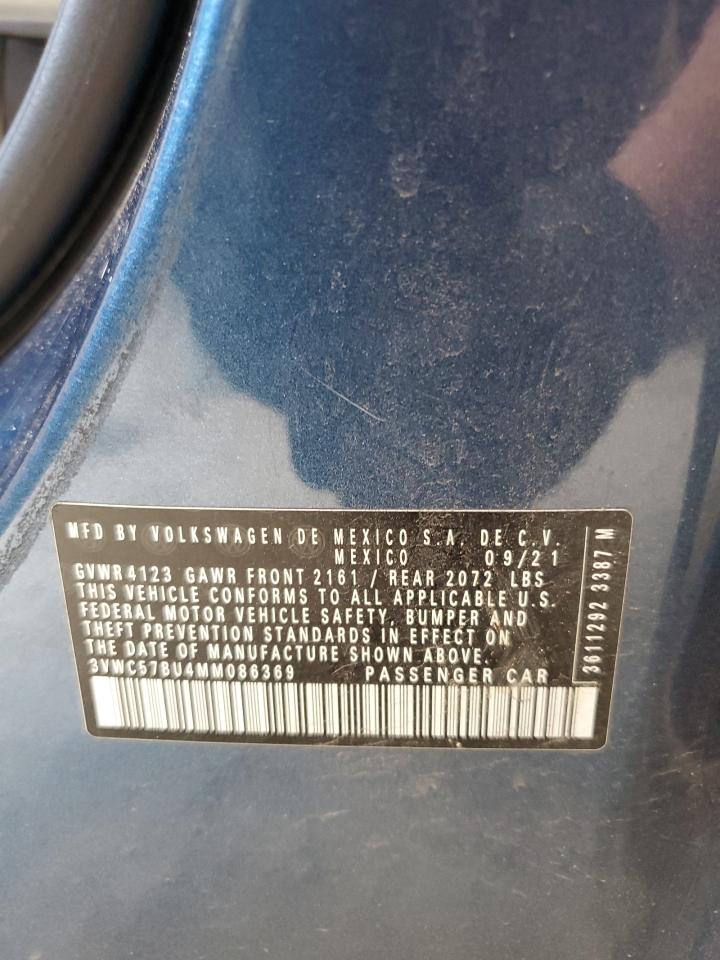 MFD BY VOLKSWAGEN DE MEXICO S.A. DE C.V.
MEXICO 09/21
GVWR 4123 GAWR FRONT 2161 / REAR 2072 LBS
THIS VEHICLE CONFORMS TO ALL APPLICABLE U.S.
FEDERAL MOTOR VEHICLE SAFETY, BUMPER AND
THEFT PREVENTION STANDARDS IN EFFECT ON
THE DATE OF MANUFACTURE SHOWN ABOVE.
3VWC57BU4MM086369 PASSENGER CAR
3611292 3387 M